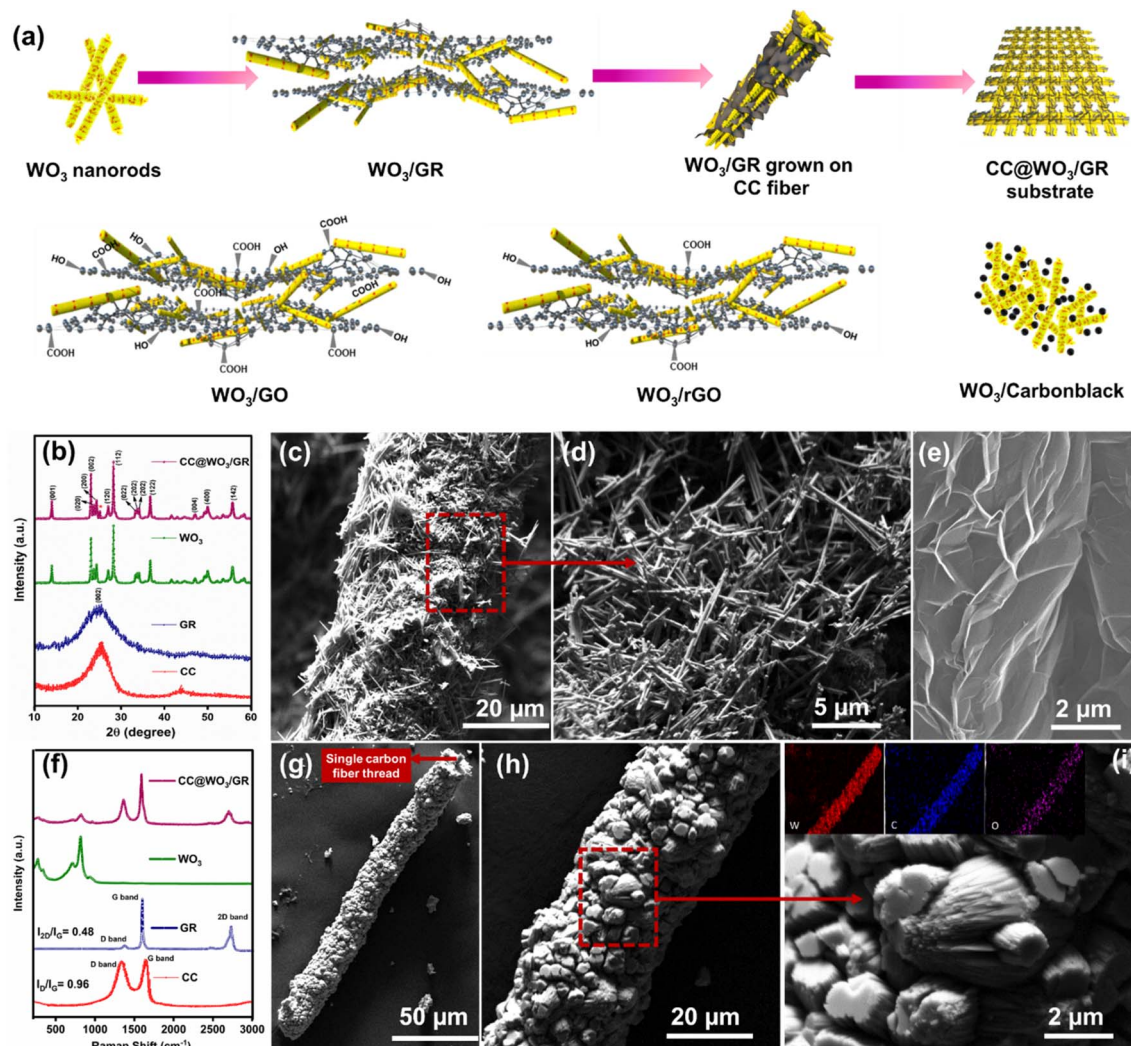 (a)
WO₃ nanorods
WO₃/GR
WO₃/GR grown on
CC fiber
CC@WO₃/GR
substrate
COOH
HO
COOH
COOH
OH
HO
OH
COOH
COOH
COOH
HO
COOH
COOH
OH
WO₃/GO
COOH
HO
HO
OH
WO₃/rGO
WO₃/Carbonblack
(b)
CC@WO₃/GR
(001)
(020)
(200)
(002)
(120)
(112)
(022)
(202)
(202)
(122)
(004)
(400)
(142)
WO₃
(002)
GR
CC
Intensity (a.u.)
10 20 30 40 50 60
2θ (degree)
(c)
20 μm
(d)
5 μm
(e)
2 μm
(f)
CC@WO₃/GR
WO₃
G band
2D band
D band
I2D/IG= 0.48
GR
D band
G band
ID/IG= 0.96
CC
Intensity (a.u.)
500 1000 1500 2000 2500 3000
Raman Shift (cm⁻¹)
(g)
Single carbon
fiber thread
50 μm
(h)
20 μm
(i)
W
C
O
2 μm